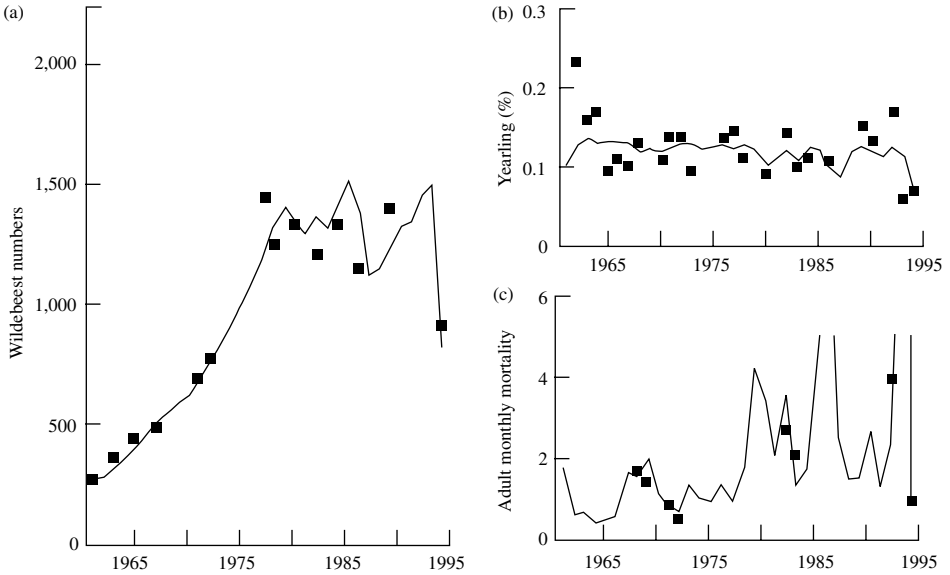 (a)
Wildebeest numbers
2,000
1,500
1,000
500
0
1965 1975 1985 1995
(b)
Yearling (%)
0.3
0.2
0.1
0
1965 1975 1985 1995
(c)
Adult monthly mortality
6
4
2
0
1965 1975 1985 1995